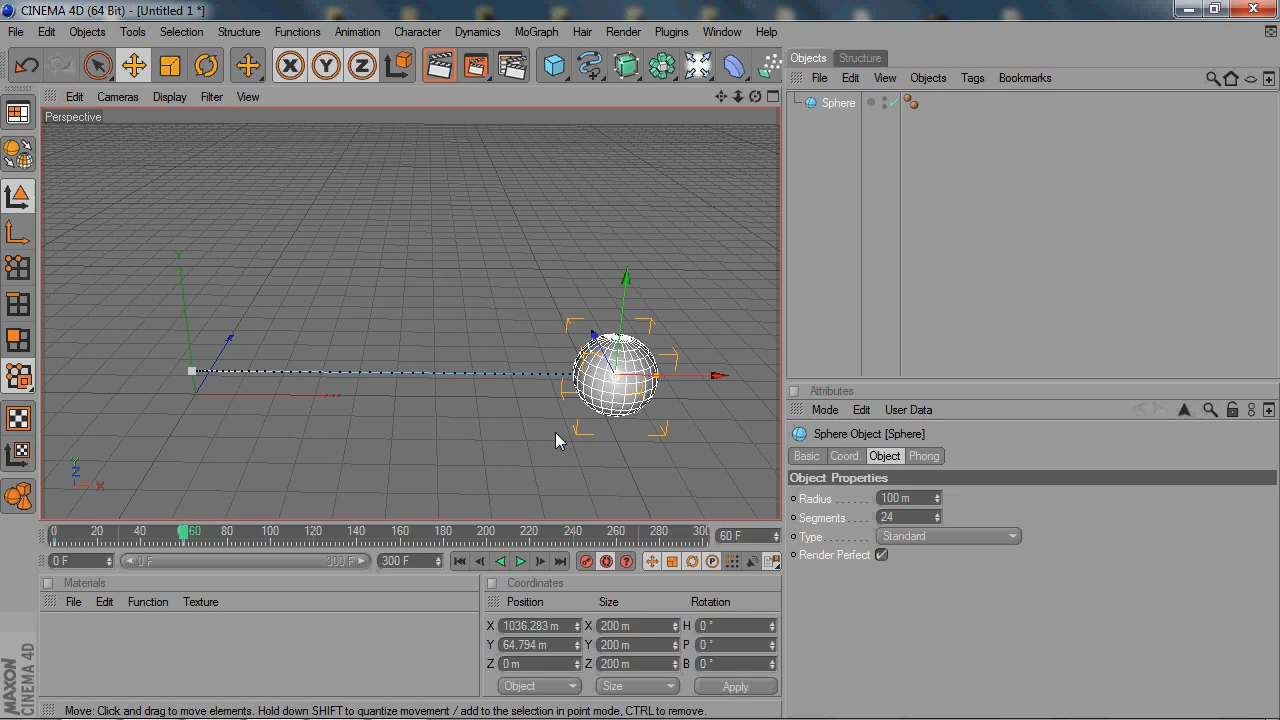 CINEMA 4D (64 Bit) - [Untitled 1 *]
File Edit Objects Tools Selection Functions Animation Character Dynamics MoGraph Hair Render Plugins Window Help
X Y Z
Objects Structure
File Edit View Objects Tags Bookmarks
Edit Cameras Display Filter View
Perspective
Sphere
Y
Y
Z
X
Attributes
Mode Edit User Data
Sphere Object [Sphere]
Basic Coord. Object Phong
Object Properties
Radius 100 m
Segments 24
Type Standard
Render Perfect
0 20 40 60 80 100 120 140 160 180 200 220 240 260 280 300 60 F
0 F 0 F 300 F 300 F
Materials
File Edit Function Texture
Coordinates
Position Size Rotation
X 1036.283 m X 200 m H 0 °
Y 64.794 m Y 200 m P 0 °
Z 0 m Z 200 m B 0 °
Object Size Apply
MAXON CINEMA 4D
Move: Click and drag to move elements. Hold down SHIFT to quantize movement / add to the selection in point mode, CTRL to remove.